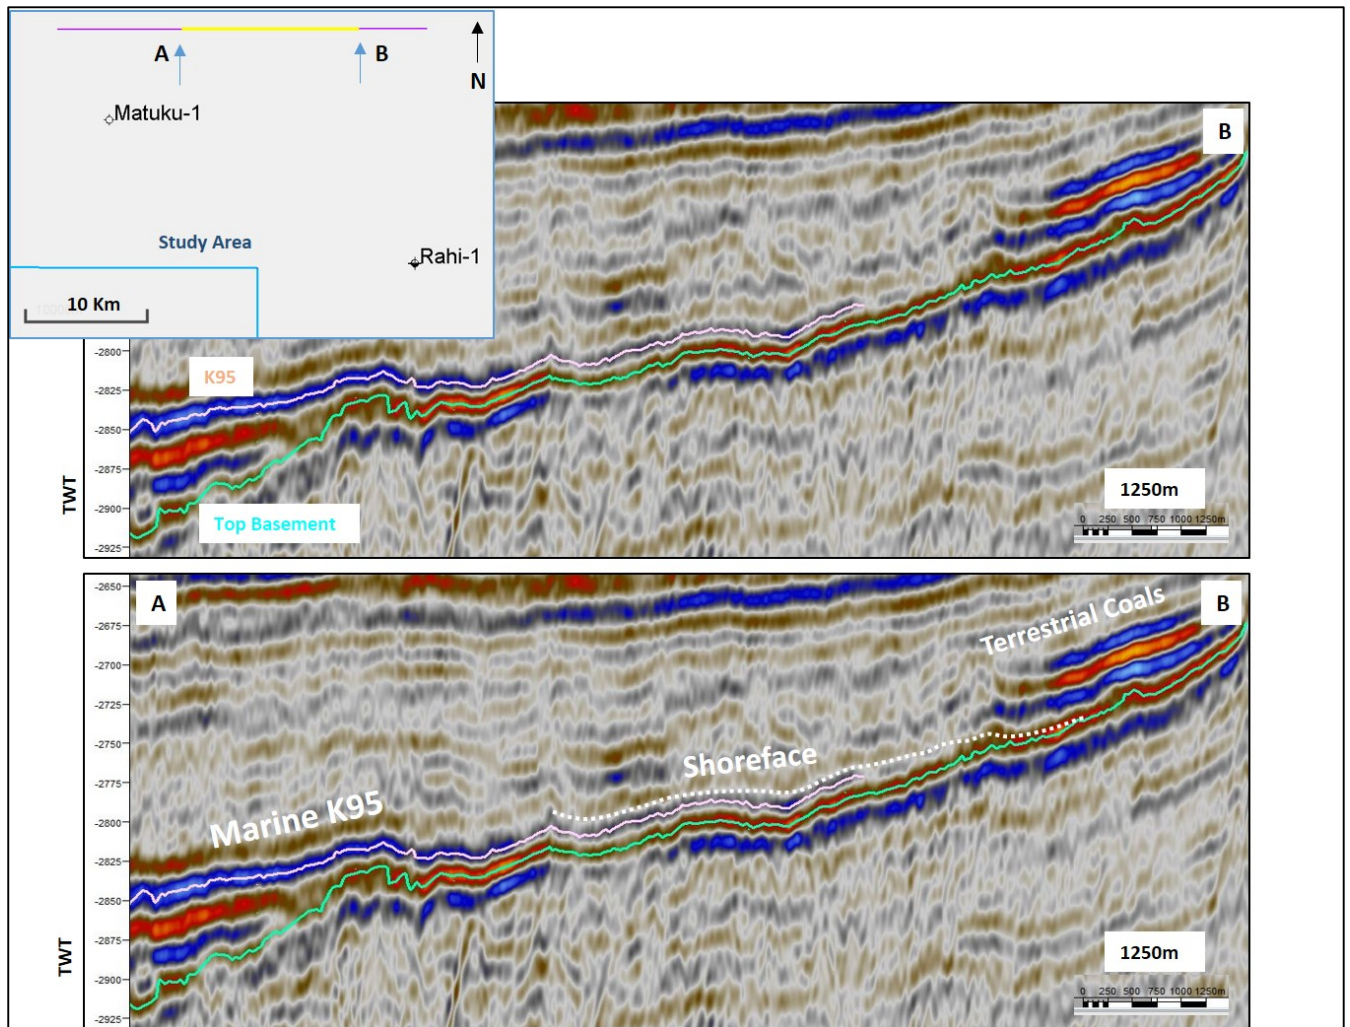 A
B
N
Matuku-1
Study Area
Rahi-1
10 Km
B
-2800
K95
-2825
-2850
-2875
TWT
-2900
Top Basement
-2925
1250m
0 250 500 750 1000 1250m
-2650
A
B
-2675
Terrestrial Coals
-2700
-2725
-2750
Shoreface
-2775
-2800
Marine K95
-2825
-2850
-2875
TWT
-2900
-2925
1250m
0 250 500 750 1000 1250m